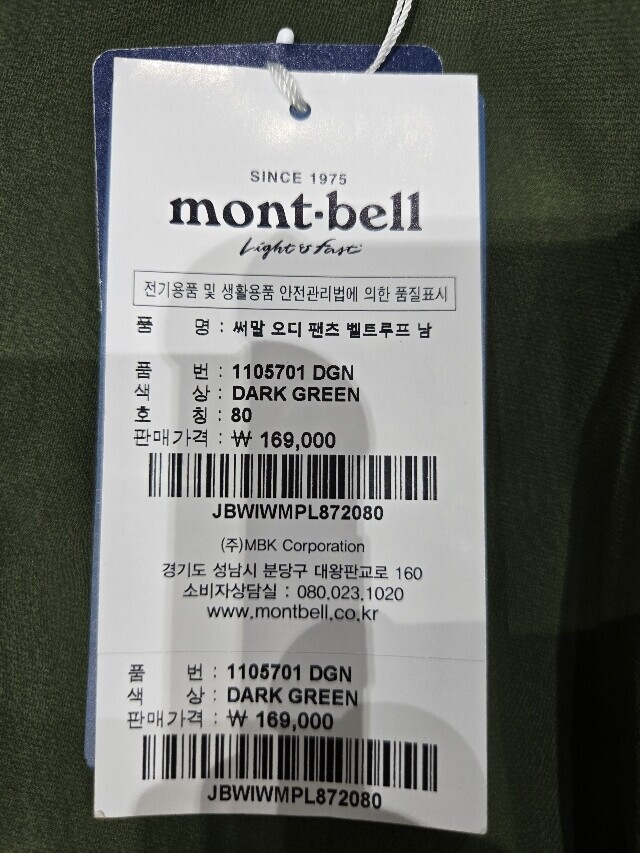 SINCE 1975
mont-bell
Light & Fast
전기용품 및 생활용품 안전관리법에 의한 품질표시
품 명 : 써말 오디 팬츠 벨트루프 남
품 번 : 1105701 DGN
색 상 : DARK GREEN
호 칭 : 80
판매가격 : ₩ 169,000
JBWIWMPL872080
(주)MBK Corporation
경기도 성남시 분당구 대왕판교로 160
소비자상담실 : 080.023.1020
www.montbell.co.kr
품 번 : 1105701 DGN
색 상 : DARK GREEN
판매가격 : ₩ 169,000
JBWIWMPL872080